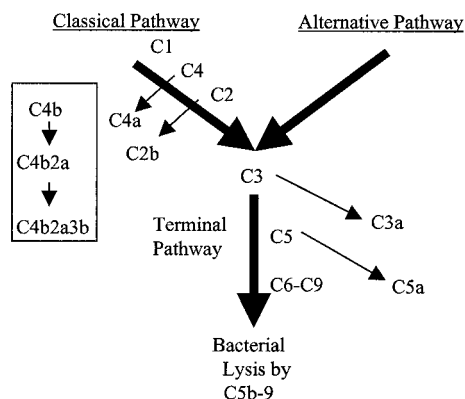 Classical Pathway
Alternative Pathway
C1
C4
C2
C4a
C2b
C4b
C4b2a
C4b2a3b
C3
C3a
Terminal
Pathway
C5
C5a
C6-C9
Bacterial
Lysis by
C5b-9